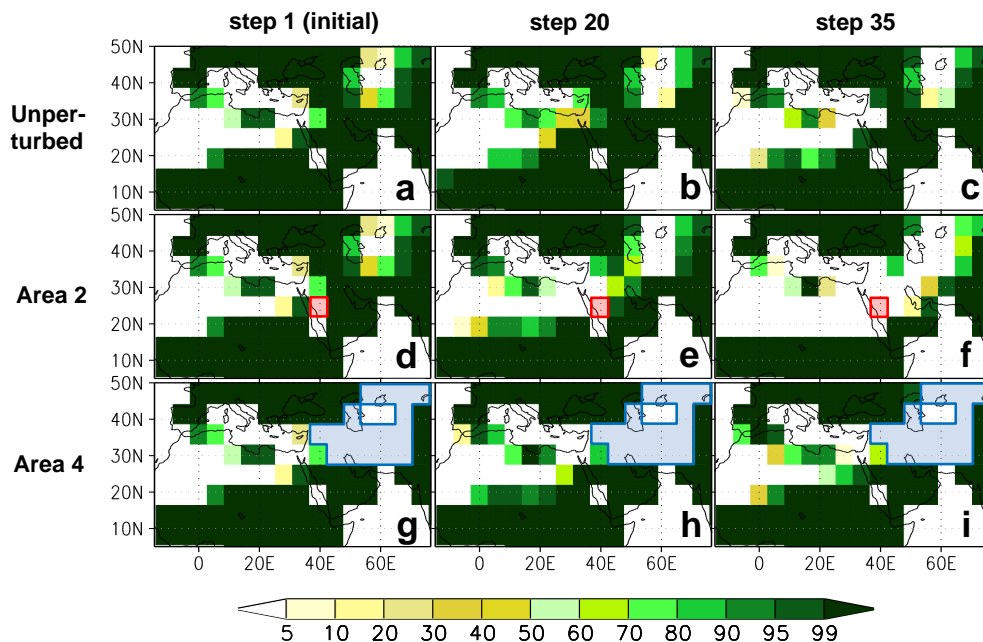 step 1 (initial) step 20 step 35
Unper-
turbed
50N
40N
30N
20N
10N
a b c
Area 2
50N
40N
30N
20N
10N
d e f
Area 4
50N
40N
30N
20N
10N
g h i
0 20E 40E 60E 0 20E 40E 60E 0 20E 40E 60E
5 10 20 30 40 50 60 70 80 90 95 99